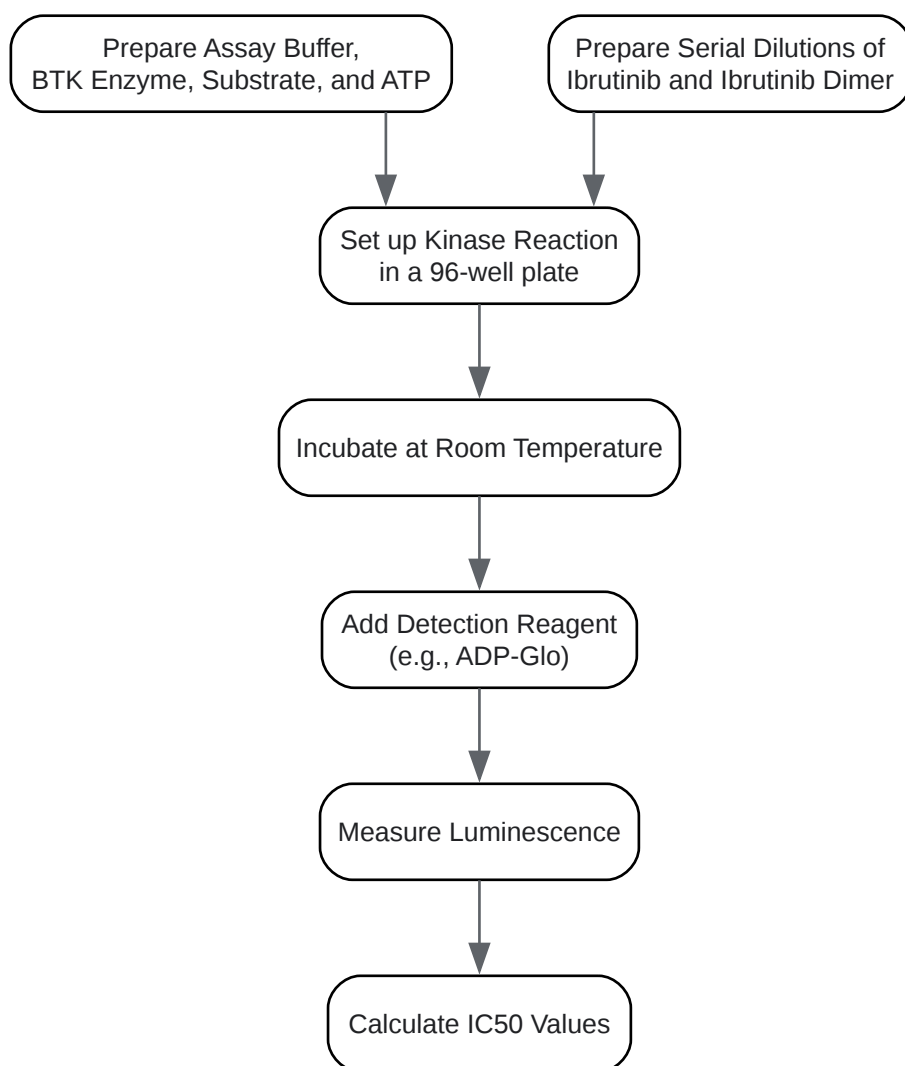 Prepare Assay Buffer,
BTK Enzyme, Substrate, and ATP
Prepare Serial Dilutions of
Ibrutinib and Ibrutinib Dimer
Set up Kinase Reaction
in a 96-well plate
Incubate at Room Temperature
Add Detection Reagent
(e.g., ADP-Glo)
Measure Luminescence
Calculate IC50 Values